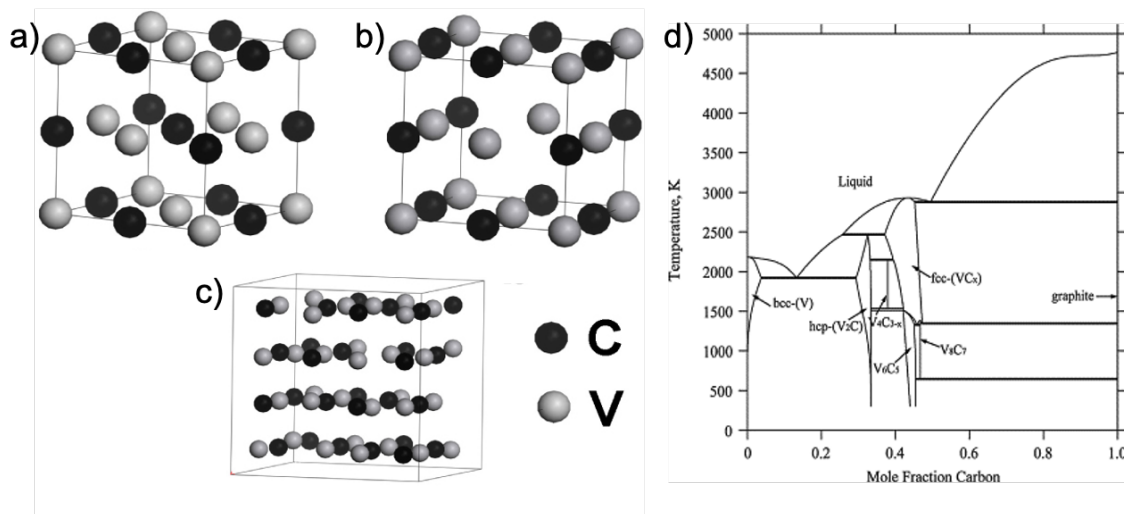 a)
b)
c)
C
V
d)
Temperature, K
5000
4500
4000
3500
3000
2500
2000
1500
1000
500
0
Liquid
bcc-(V)
hcp-(V₂C)
V₄C₃₋ₓ
fcc-(VCₓ)
graphite
V₆C₅
V₈C₇
0
0.2
0.4
0.6
0.8
1.0
Mole Fraction Carbon